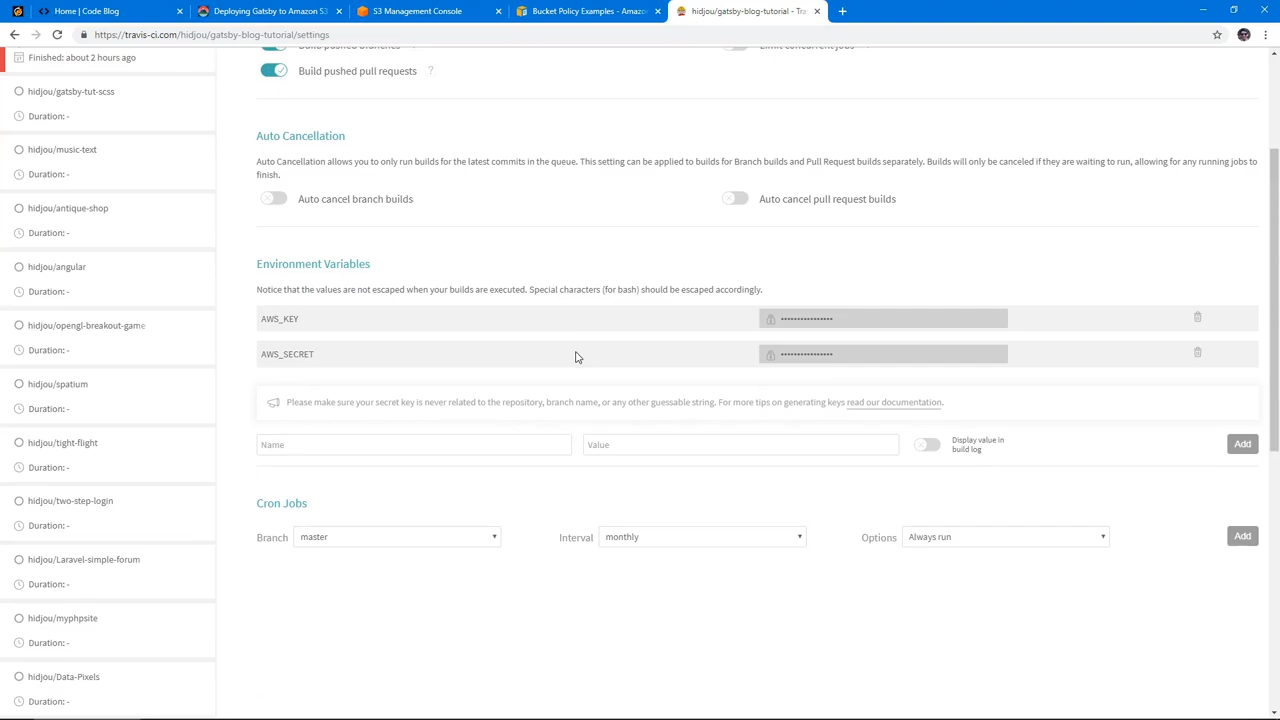 Home | Code Blog
Deploying Gatsby to Amazon S3
S3 Management Console
Bucket Policy Examples - Amazo
hidjou/gatsby-blog-tutorial - Tra
https://travis-ci.com/hidjou/gatsby-blog-tutorial/settings
Finished: about 2 hours ago
hidjou/gatsby-tut-scss
Duration: -
hidjou/music-text
Duration: -
hidjou/antique-shop
Duration: -
hidjou/angular
Duration: -
hidjou/opengl-breakout-game
Duration: -
hidjou/spatium
Duration: -
hidjou/tight-flight
Duration: -
hidjou/two-step-login
Duration: -
hidjou/Laravel-simple-forum
Duration: -
hidjou/myphpsite
Duration: -
hidjou/Data-Pixels
Duration: -
Build pushed branches
Limit concurrent jobs
Build pushed pull requests ?
Auto Cancellation
Auto Cancellation allows you to only run builds for the latest commits in the queue. This setting can be applied to builds for Branch builds and Pull Request builds separately. Builds will only be canceled if they are waiting to run, allowing for any running jobs to
finish.
Auto cancel branch builds
Auto cancel pull request builds
Environment Variables
Notice that the values are not escaped when your builds are executed. Special characters (for bash) should be escaped accordingly.
AWS_KEY ••••••••••••••••
AWS_SECRET ••••••••••••••••
Please make sure your secret key is never related to the repository, branch name, or any other guessable string. For more tips on generating keys read our documentation.
Name
Value
Display value in
build log
Add
Cron Jobs
Branch master
Interval monthly
Options Always run
Add